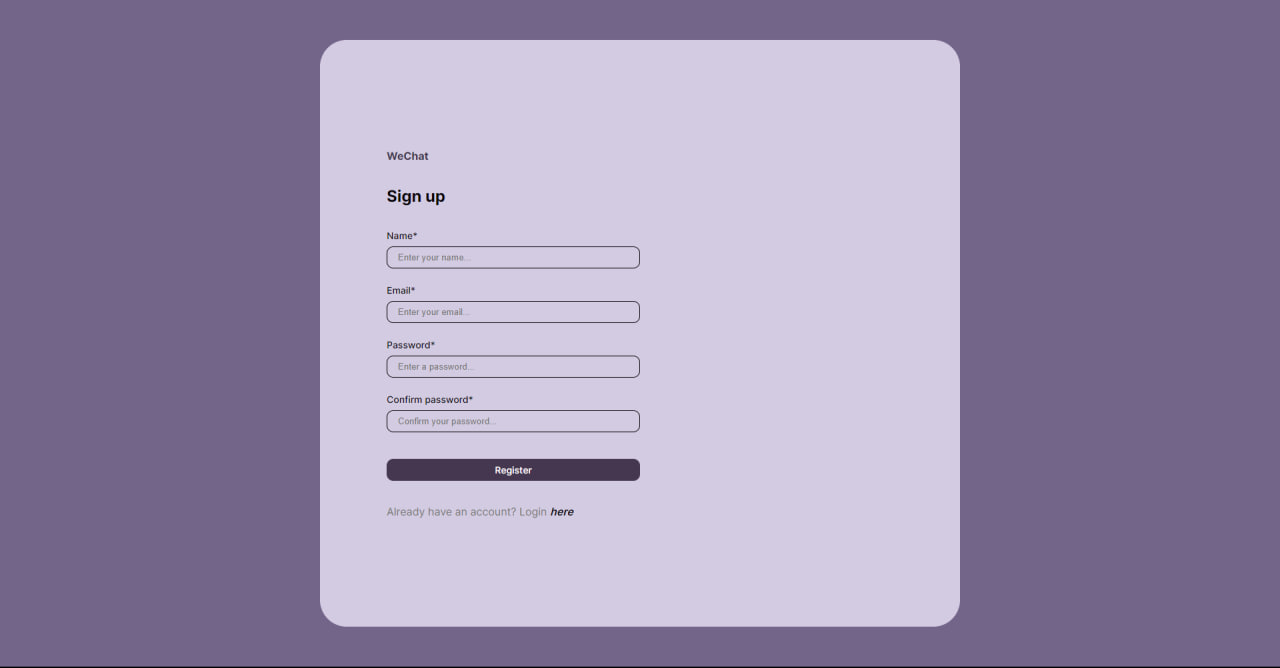 WeChat
Sign up
Name*
Enter your name...
Email*
Enter your email...
Password*
Enter a password...
Confirm password*
Confirm your password...
Register
Already have an account? Login here